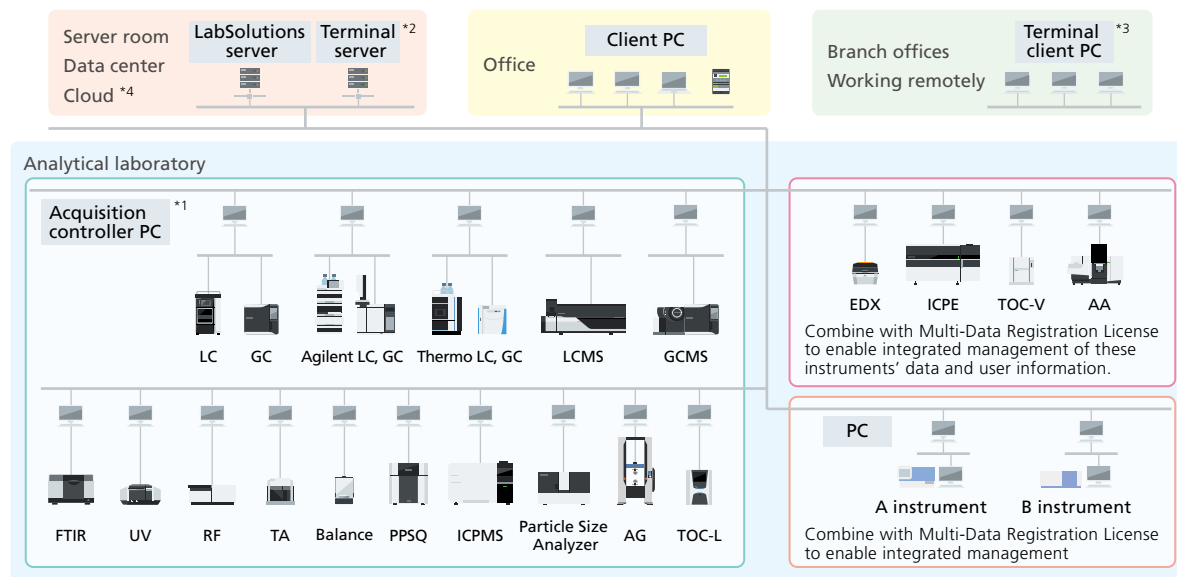 Server room
Data center
Cloud *4
LabSolutions
server
Terminal
server
*2
Office
Client PC
Branch offices
Working remotely
Terminal
client PC
*3
Analytical laboratory
Acquisition
controller PC
*1
LC
GC
Agilent LC, GC
Thermo LC, GC
LCMS
GCMS
EDX
ICPE
TOC-V
AA
Combine with Multi-Data Registration License
to enable integrated management of these
instruments’ data and user information.
FTIR
UV
RF
TA
Balance
PPSQ
ICPMS
Particle Size
Analyzer
AG
TOC-L
PC
A instrument
B instrument
Combine with Multi-Data Registration License
to enable integrated management